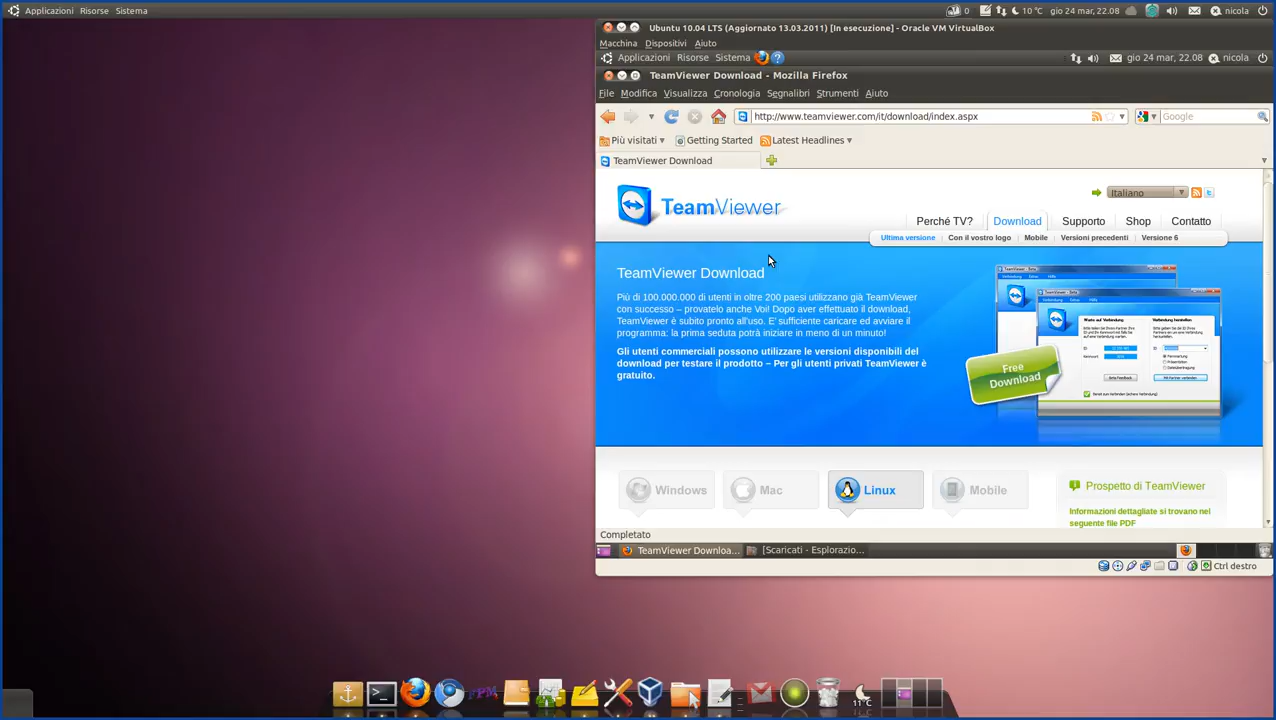 Applicazioni Risorse Sistema
0 10 °C gio 24 mar, 22.08 nicola
Ubuntu 10.04 LTS (Aggiornato 13.03.2011) [In esecuzione] - Oracle VM VirtualBox
Macchina Dispositivi Aiuto
Applicazioni Risorse Sistema gio 24 mar, 22.08 nicola
TeamViewer Download - Mozilla Firefox
File Modifica Visualizza Cronologia Segnalibri Strumenti Aiuto
http://www.teamviewer.com/it/download/index.aspx Google
Più visitati Getting Started Latest Headlines
TeamViewer Download
Italiano
TeamViewer
Perché TV? Download Supporto Shop Contatto
Ultima versione Con il vostro logo Mobile Versioni precedenti Versione 6
TeamViewer Download
Più di 100.000.000 di utenti in oltre 200 paesi utilizzano già TeamViewer
con successo – provatelo anche Voi! Dopo aver effettuato il download,
TeamViewer è subito pronto all'uso. E' sufficiente caricare ed avviare il
programma: la prima seduta potrà iniziare in meno di un minuto!
Gli utenti commerciali possono utilizzare le versioni disponibili del
download per testare il prodotto – Per gli utenti privati TeamViewer è
gratuito.
Free
Download
Windows Mac Linux Mobile
Prospetto di TeamViewer
Informazioni dettagliate si trovano nel
seguente file PDF
Completato
TeamViewer Downloa... [Scaricati - Esplorazio...
Ctrl destro
11°C